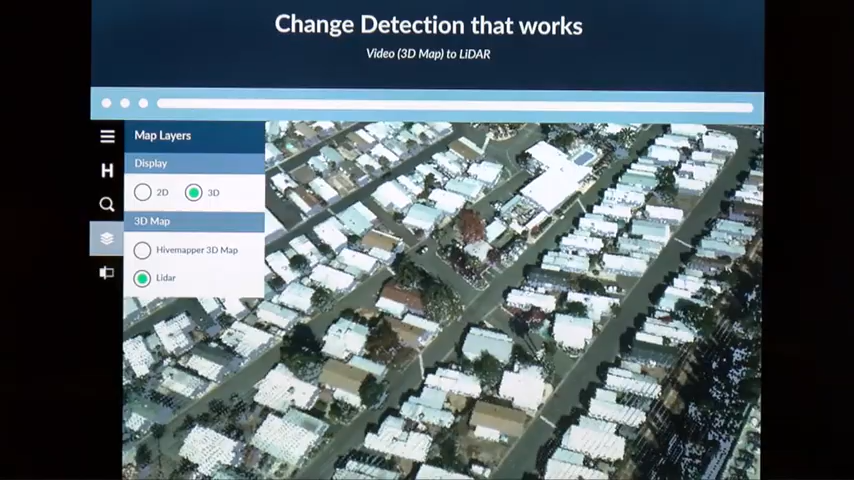 Change Detection that works
Video (3D Map) to LiDAR
Map Layers
Display
2D
3D
H
3D Map
Hivemapper 3D Map
Lidar